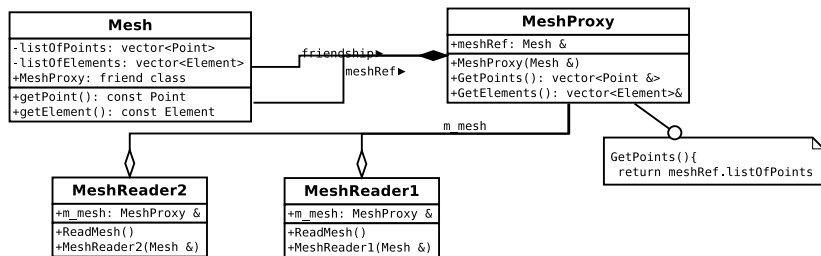 Mesh
-listOfPoints: vector<Point>
-listOfElements: vector<Element>
+MeshProxy: friend class
+getPoint(): const Point
+getElement(): const Element
friendship►
meshRef►
MeshProxy
+meshRef: Mesh &
+MeshProxy(Mesh &)
+GetPoints(): vector<Point &>
+GetElements(): vector<Element>&
m_mesh
GetPoints(){
return meshRef.listOfPoints
MeshReader2
+m_mesh: MeshProxy &
+ReadMesh()
+MeshReader2(Mesh &)
MeshReader1
+m_mesh: MeshProxy &
+ReadMesh()
+MeshReader1(Mesh &)